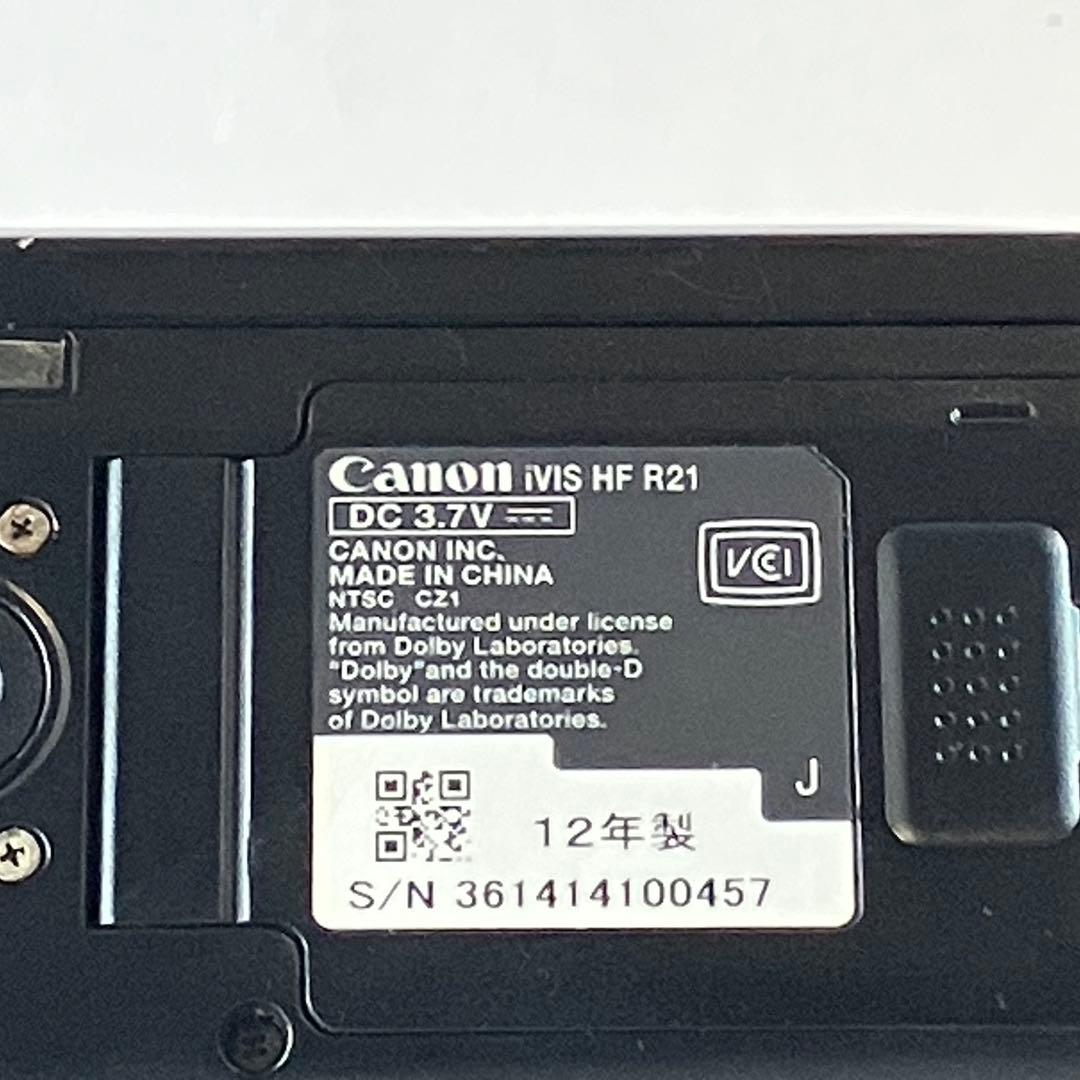 Canon iVIS HF R21
DC 3.7V
CANON INC.
MADE IN CHINA
NTSC CZ1
VCCI
Manufactured under license
from Dolby Laboratories.
"Dolby"and the double-D
symbol are trademarks
of Dolby Laboratories.
J
12年製
S/N 361414100457